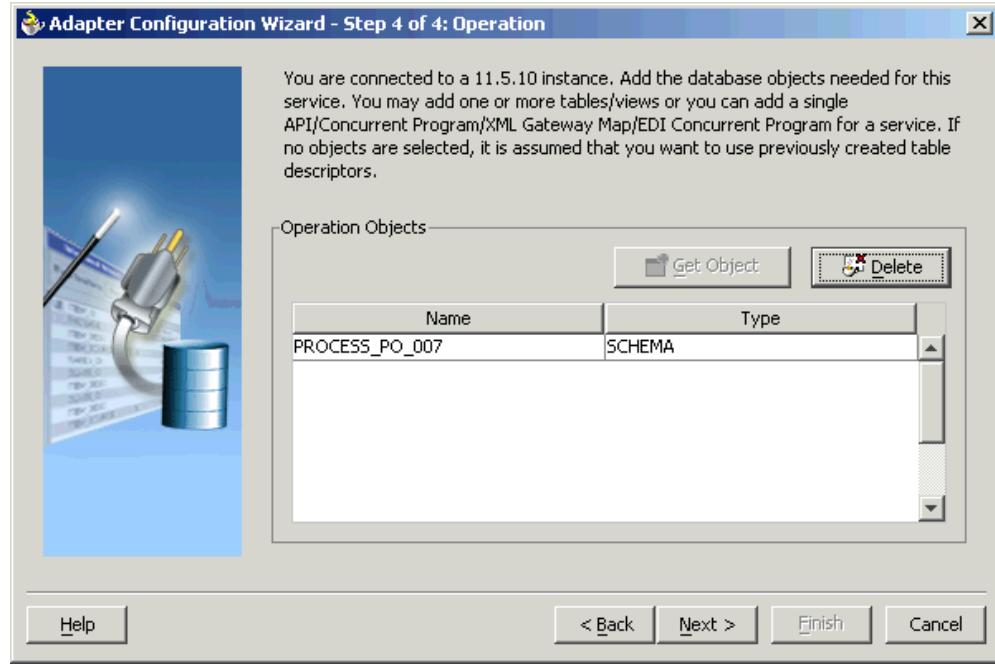 Adapter Configuration Wizard - Step 4 of 4: Operation
You are connected to a 11.5.10 instance. Add the database objects needed for this
service. You may add one or more tables/views or you can add a single
API/Concurrent Program/XML Gateway Map/EDI Concurrent Program for a service. If
no objects are selected, it is assumed that you want to use previously created table
descriptors.
Operation Objects
Get Object Delete
Name Type
PROCESS_PO_007 SCHEMA
Help < Back Next > Finish Cancel